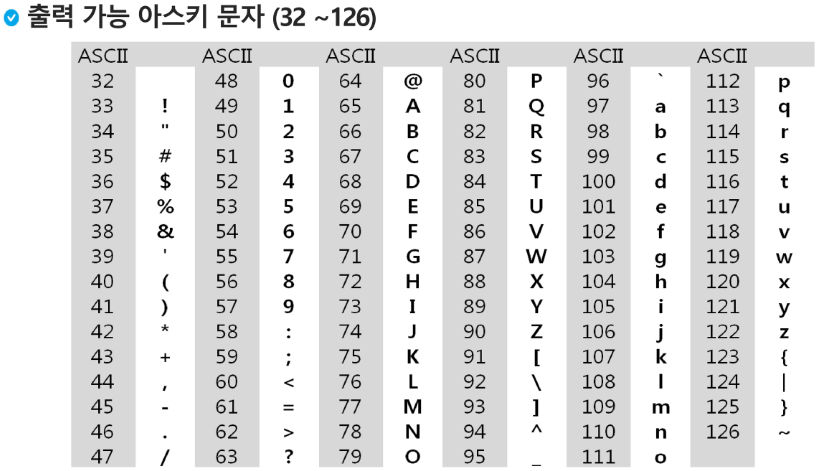 출력 가능 아스키 문자 (32 ~126)
ASCII ASCII ASCII ASCII ASCII ASCII
32 48 0 64 @ 80 P 96 ` 112 p
33 ! 49 1 65 A 81 Q 97 a 113 q
34 " 50 2 66 B 82 R 98 b 114 r
35 # 51 3 67 C 83 S 99 c 115 s
36 $ 52 4 68 D 84 T 100 d 116 t
37 % 53 5 69 E 85 U 101 e 117 u
38 & 54 6 70 F 86 V 102 f 118 v
39 ' 55 7 71 G 87 W 103 g 119 w
40 ( 56 8 72 H 88 X 104 h 120 x
41 ) 57 9 73 I 89 Y 105 i 121 y
42 * 58 : 74 J 90 Z 106 j 122 z
43 + 59 ; 75 K 91 [ 107 k 123 {
44 , 60 < 76 L 92 \ 108 l 124 |
45 - 61 = 77 M 93 ] 109 m 125 }
46 . 62 > 78 N 94 ^ 110 n 126 ~
47 / 63 ? 79 O 95 _ 111 o